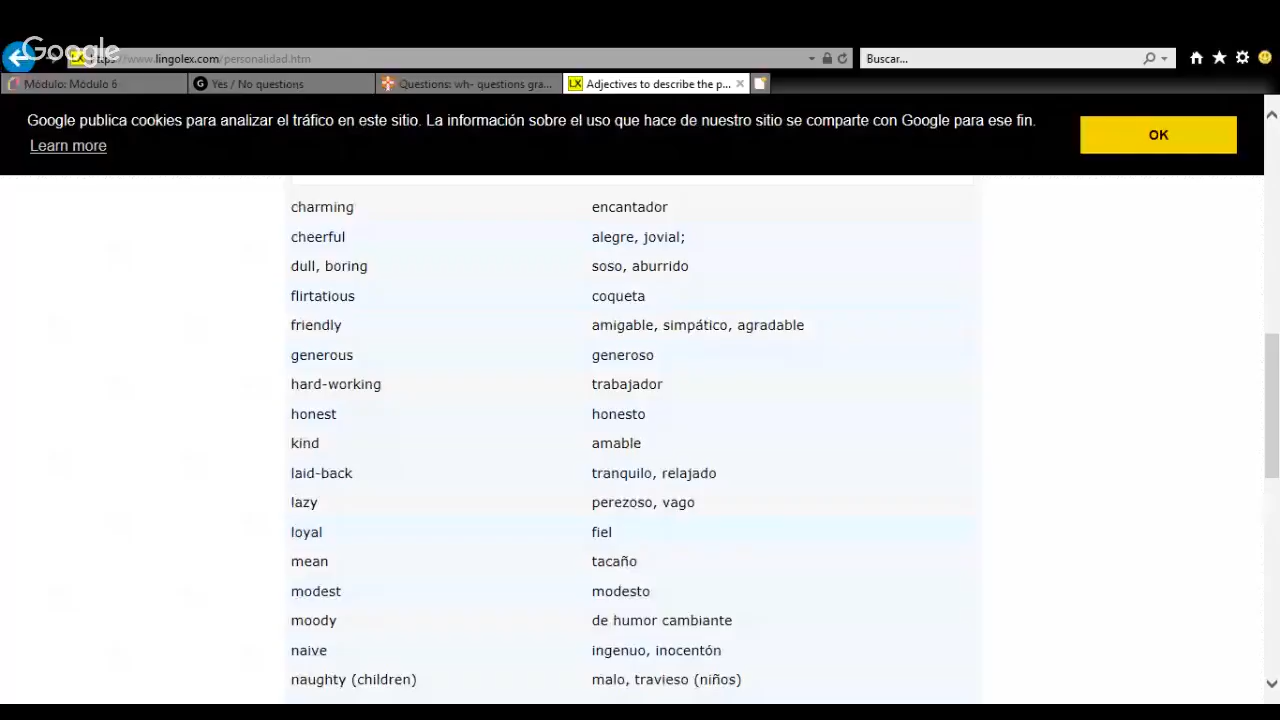 Google
www.lingolex.com/personalidad.htm
Buscar...
Módulo: Módulo 6
Yes / No questions
Questions: wh- questions gra...
LX Adjectives to describe the p...
Google publica cookies para analizar el tráfico en este sitio. La información sobre el uso que hace de nuestro sitio se comparte con Google para ese fin.
Learn more
OK
charming encantador
cheerful alegre, jovial;
dull, boring soso, aburrido
flirtatious coqueta
friendly amigable, simpático, agradable
generous generoso
hard-working trabajador
honest honesto
kind amable
laid-back tranquilo, relajado
lazy perezoso, vago
loyal fiel
mean tacaño
modest modesto
moody de humor cambiante
naive ingenuo, inocentón
naughty (children) malo, travieso (niños)